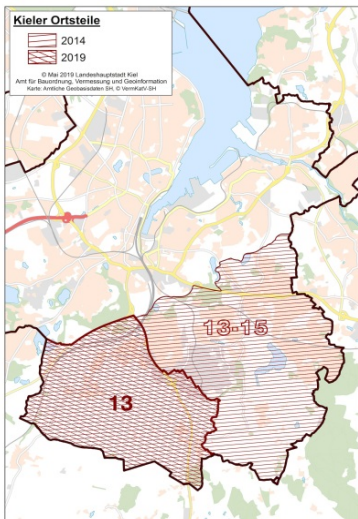 Kieler Ortsteile
2014
2019
© Mai 2019 Landeshauptstadt Kiel
Amt für Bauordnung, Vermessung und Geoinformation
Karte: Amtliche Geobasisdaten SH, © VermKatV-SH
13-15
13